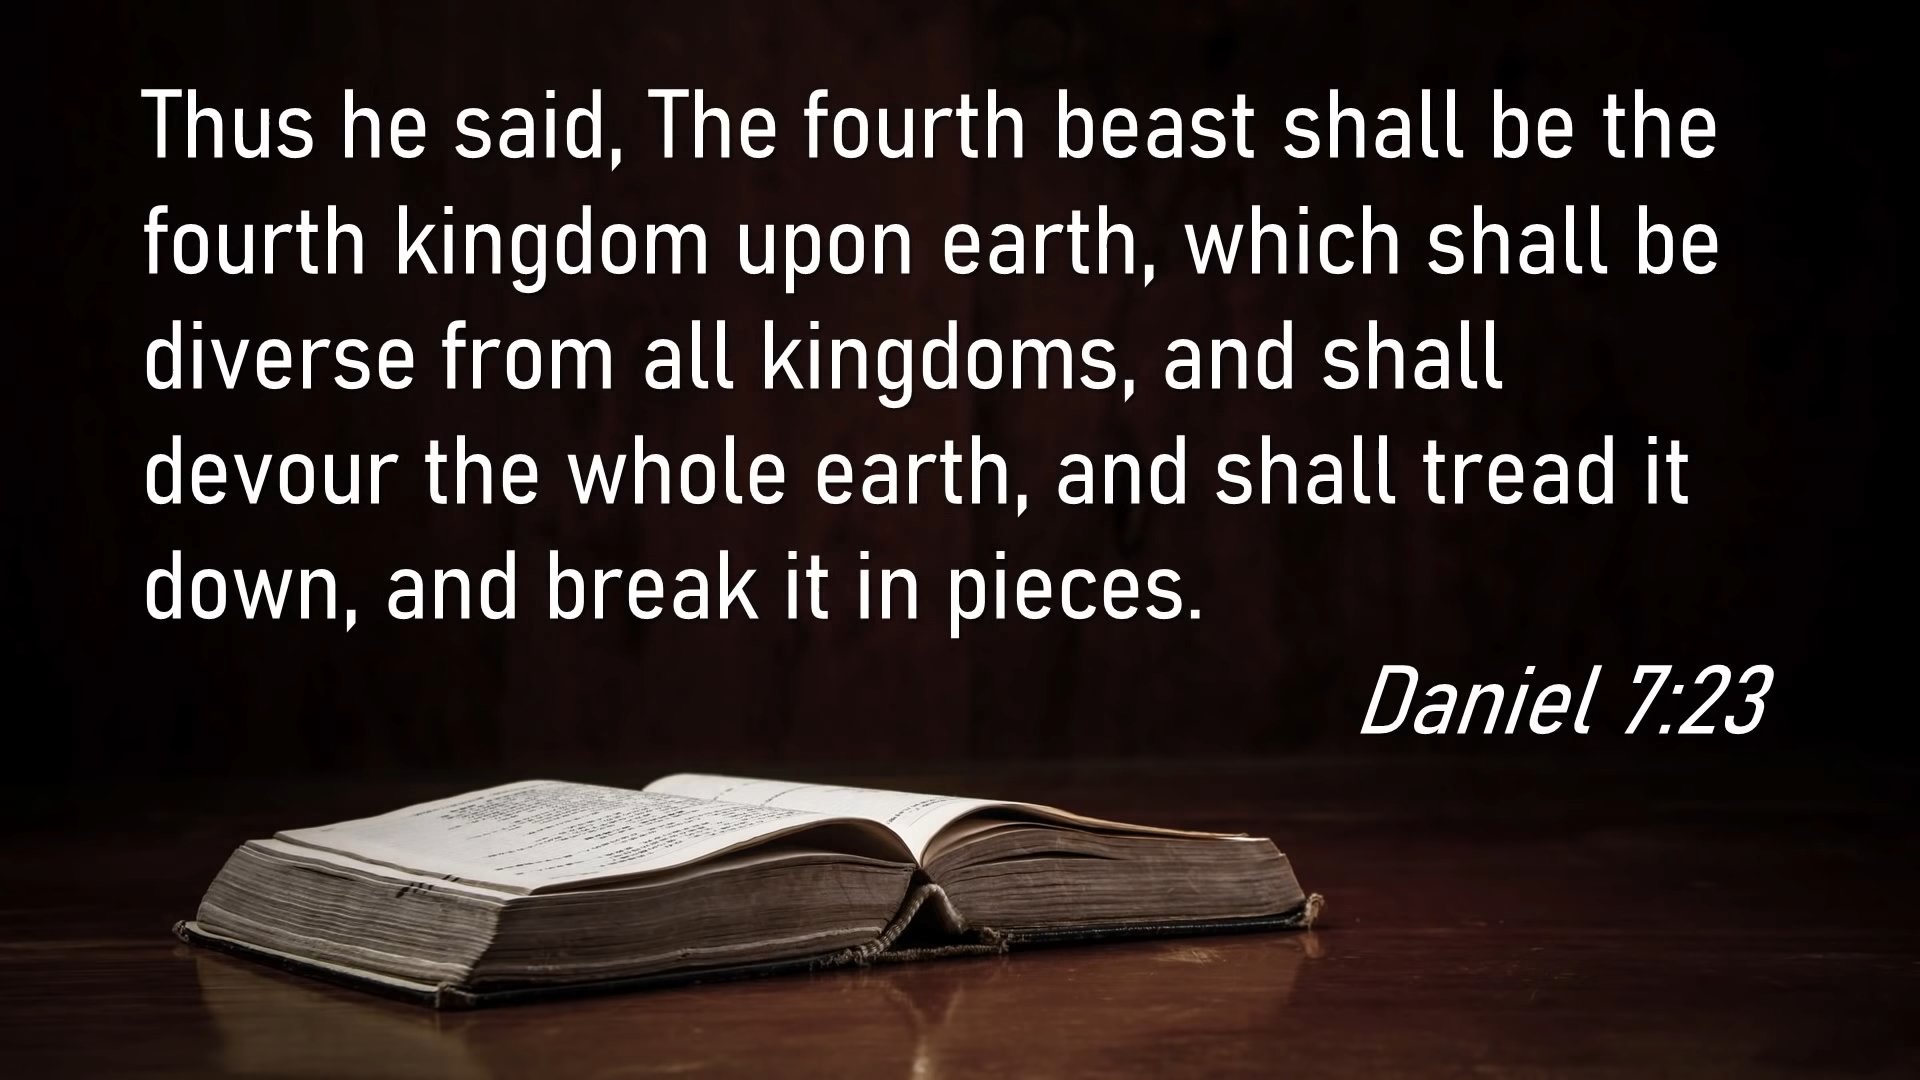 Thus he said, The fourth beast shall be the
fourth kingdom upon earth, which shall be
diverse from all kingdoms, and shall
devour the whole earth, and shall tread it
down, and break it in pieces.
Daniel 7:23